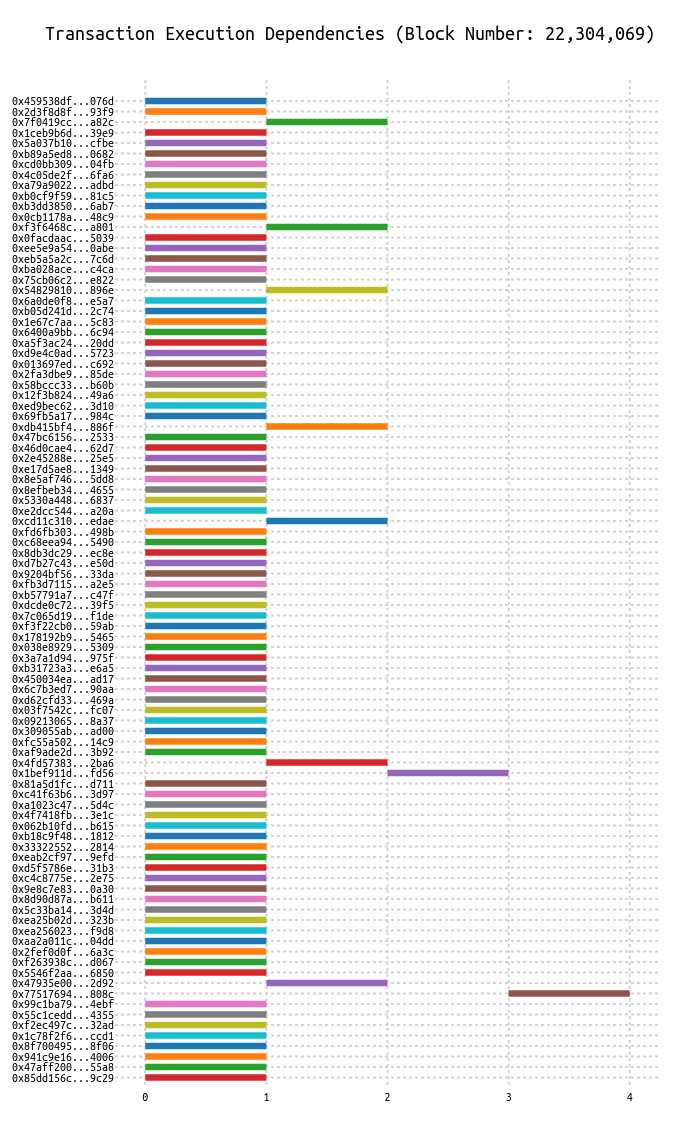 Transaction Execution Dependencies (Block Number: 22,304,069)
0x459538df...076d
0x2d3f8d8f...93f9
0x7f0419cc...a82c
0x1ceb9b6d...39e9
0x5a037b10...cfbe
0xb89a5ed8...0682
0xcd0bb309...04fb
0x4c05de2f...6fa6
0xa79a9022...adbd
0xb0cf9f59...81c5
0xb3dd3850...6ab7
0x0cb1178a...48c9
0xf3f6468c...a801
0x0facdaac...5039
0xee5e9a54...0abe
0xeb5a5a2c...7c6d
0xba028ace...c4ca
0x75cb06c2...e822
0x54829810...896e
0x6a0de0f8...e5a7
0xb05d241d...2c74
0x1e67c7aa...5c83
0x6400a9bb...6c94
0xa5f3ac24...20dd
0xd9e4c0ad...5723
0x013697ed...c692
0x2fa3dbe9...85de
0x58bccc33...b60b
0x12f3b824...49a6
0xed9bec62...3d10
0x69fb5a17...984c
0xdb415bf4...886f
0x47bc6156...2533
0x46d0cae4...62d7
0x2e45288e...25e5
0xe17d5ae8...1349
0x8e5af746...5dd8
0x8efbeb34...4655
0x5330a448...6837
0xe2dcc544...a20a
0xcd11c310...edae
0xfd6fb303...498b
0xc68eea94...5490
0x8db3dc29...ec8e
0xd7b27c43...e50d
0x9204bf56...33da
0xfb3d7115...a2e5
0xb57791a7...c47f
0xdcde0c72...39f5
0x7c065d19...f1de
0xf3f22cb0...59ab
0x178192b9...5465
0x038e8929...5309
0x3a7a1d94...975f
0xb31723a3...e6a5
0x450034ea...ad17
0x6c7b3ed7...90aa
0xd62cfd33...469a
0x03f7542c...fc07
0x09213065...8a37
0x309055ab...ad00
0xfc55a502...14c9
0xaf9ade2d...3b92
0x4fd57383...2ba6
0x1bef911d...fd56
0x81a5d1fc...d711
0xc41f63b6...3d97
0xa1023c47...5d4c
0x4f7418fb...3e1c
0x062b10fd...b615
0xb18c9f48...1812
0x33322552...2814
0xeab2cf97...9efd
0xd5f5786e...31b3
0xc4c8775e...2e75
0x9e8c7e83...0a30
0x8d90d87a...b611
0x5c33ba14...3d4d
0xea25b02d...323b
0xea256023...f9d8
0xaa2a011c...04dd
0x2fef0d0f...6a3c
0xf263938c...d067
0x5546f2aa...6850
0x47935e00...2d92
0x77517694...808c
0x99c1ba79...4ebf
0x55c1cedd...4355
0xf2ec497c...32ad
0x1c78f2f6...ccd1
0x8f700495...8f06
0x941c9e16...4006
0x47aff200...55a8
0x85dd156c...9c29
0 1 2 3 4